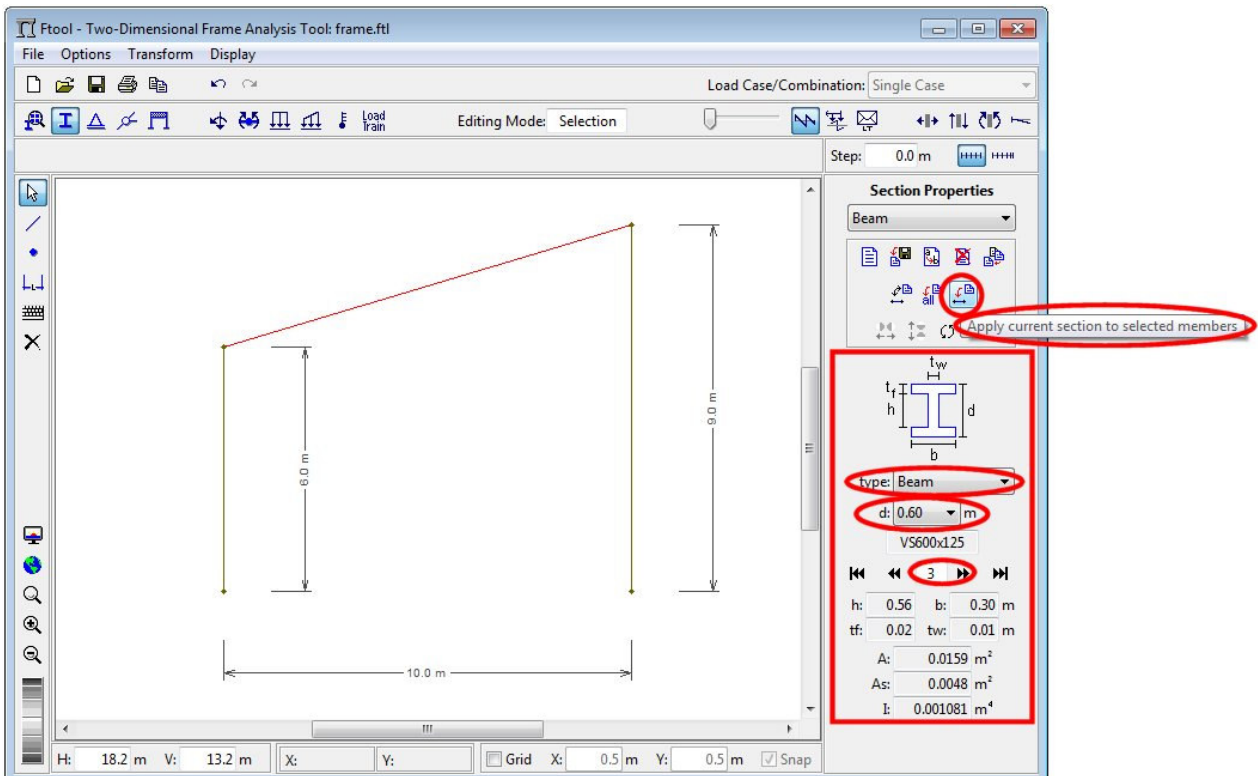 Ftool - Two-Dimensional Frame Analysis Tool: frame.ftl
File Options Transform Display
Load Case/Combination: Single Case
Load Train
Editing Mode: Selection
LT
Step: 0.0 m
Section Properties
Beam
L
a b
all
Apply current section to selected members
tw
tf
h
d
b
type: Beam
d: 0.60 m
VS600x125
3
h: 0.56 b: 0.30 m
tf: 0.02 tw: 0.01 m
A: 0.0159 m²
As: 0.0048 m²
I: 0.001081 m⁴
6.0 m
9.0 m
10.0 m
H: 18.2 m V: 13.2 m X: Y: Grid X: 0.5 m Y: 0.5 m Snap